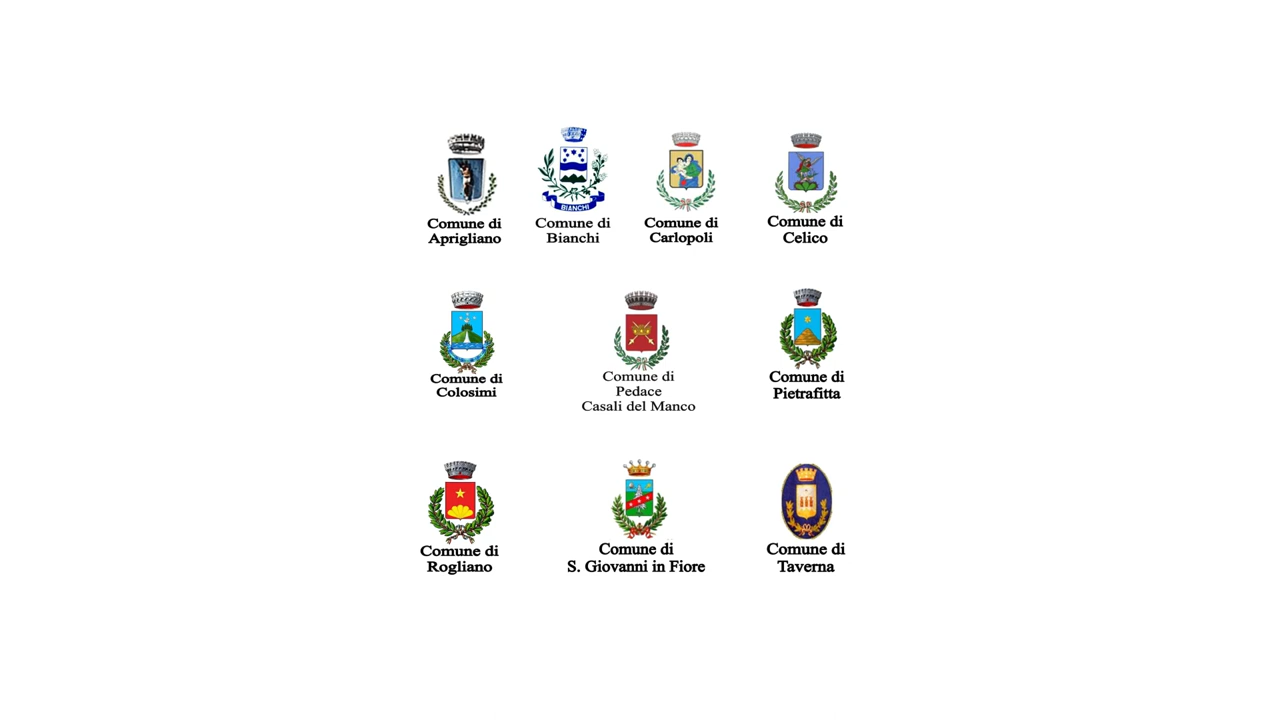 BIANCHI
Comune di
Aprigliano
Comune di
Bianchi
Comune di
Carlopoli
Comune di
Celico
Comune di
Colosimi
Comune di
Pedace
Casali del Manco
Comune di
Pietrafitta
Comune di
Rogliano
Comune di
S. Giovanni in Fiore
Comune di
Taverna